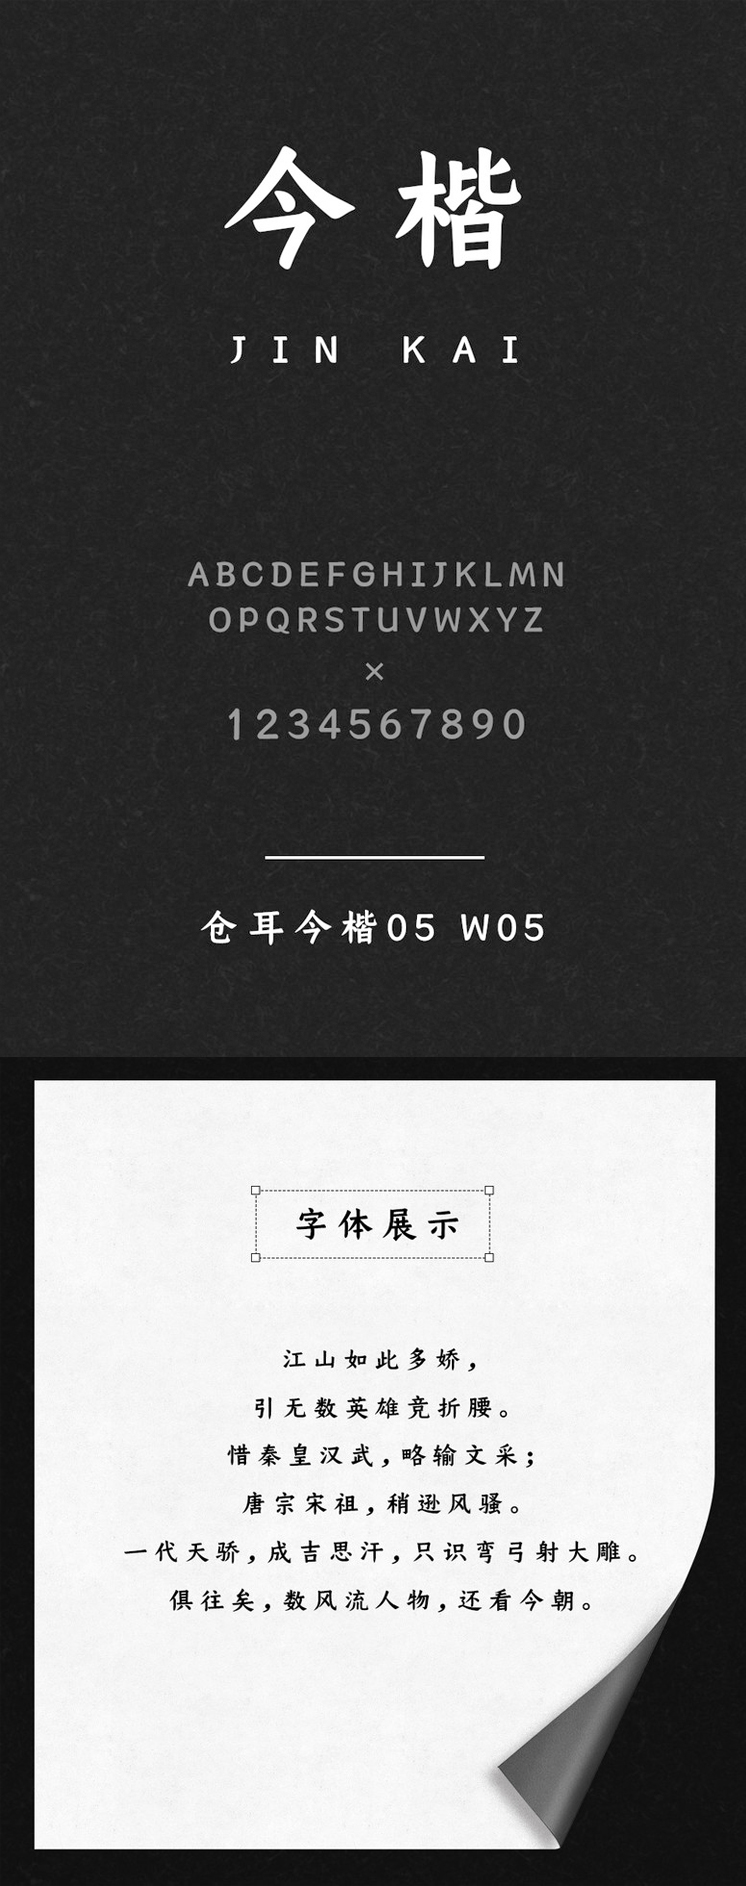 今楷
JIN KAI
ABCDEFGHIJKLMN
OPQRSTUVWXYZ
×
1234567890
仓耳今楷05 W05
字体展示
江山如此多娇，
引无数英雄竞折腰。
惜秦皇汉武，略输文采；
唐宗宋祖，稍逊风骚。
一代天骄，成吉思汗，只识弯弓射大雕。
俱往矣，数风流人物，还看今朝。